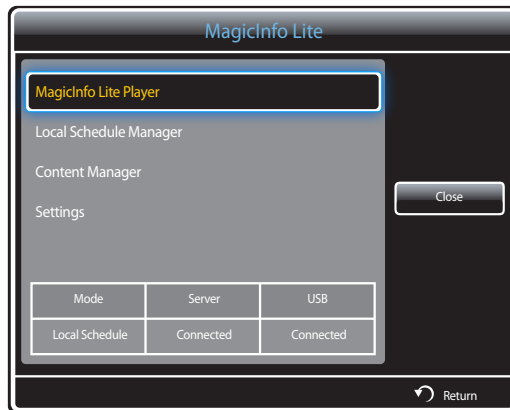 MagicInfo Lite
MagicInfo Lite Player
Local Schedule Manager
Content Manager
Settings
Close
Mode Server USB
Local Schedule Connected Connected
Return